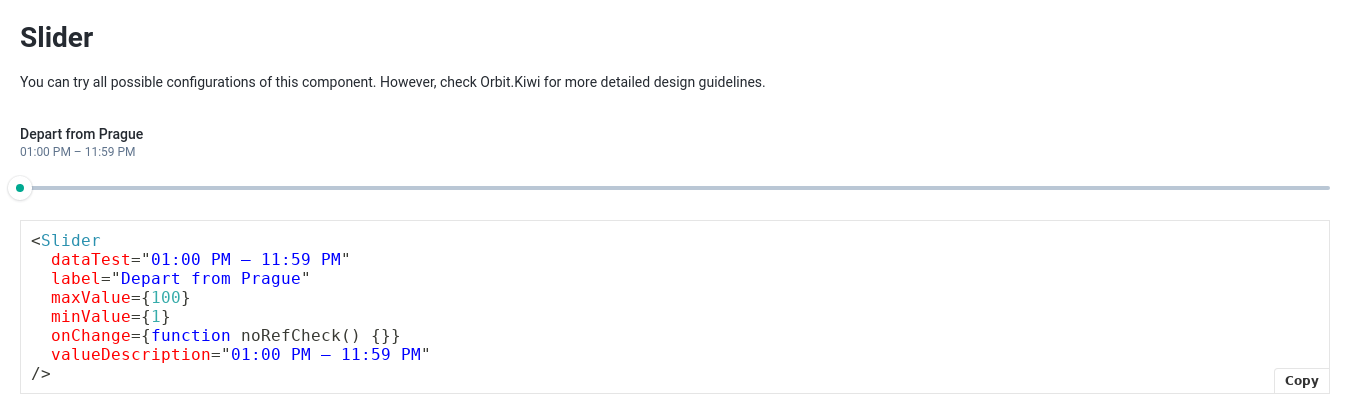 Slider
You can try all possible configurations of this component. However, check Orbit.Kiwi for more detailed design guidelines.
Depart from Prague
01:00 PM – 11:59 PM
<Slider
  dataTest="01:00 PM – 11:59 PM"
  label="Depart from Prague"
  maxValue={100}
  minValue={1}
  onChange={function noRefCheck() {}}
  valueDescription="01:00 PM – 11:59 PM"
/>
Copy